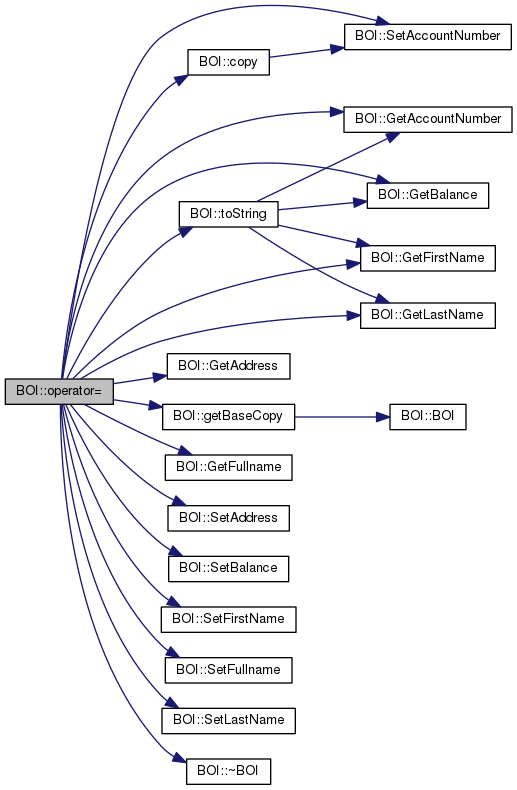 BOI::SetAccountNumber
BOI::copy
BOI::GetAccountNumber
BOI::GetBalance
BOI::toString
BOI::GetFirstName
BOI::GetLastName
BOI::GetAddress
BOI::operator=
BOI::getBaseCopy
BOI::BOI
BOI::GetFullname
BOI::SetAddress
BOI::SetBalance
BOI::SetFirstName
BOI::SetFullname
BOI::SetLastName
BOI::~BOI